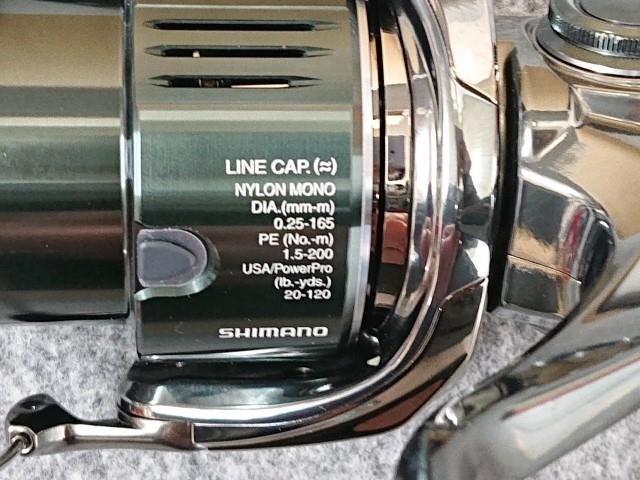 LINE CAP. (≈)
NYLON MONO
DIA.(mm-m)
0.25-165
PE (No.-m)
1.5-200
USA/PowerPro
(lb.-yds.)
20-120
SHIMANO